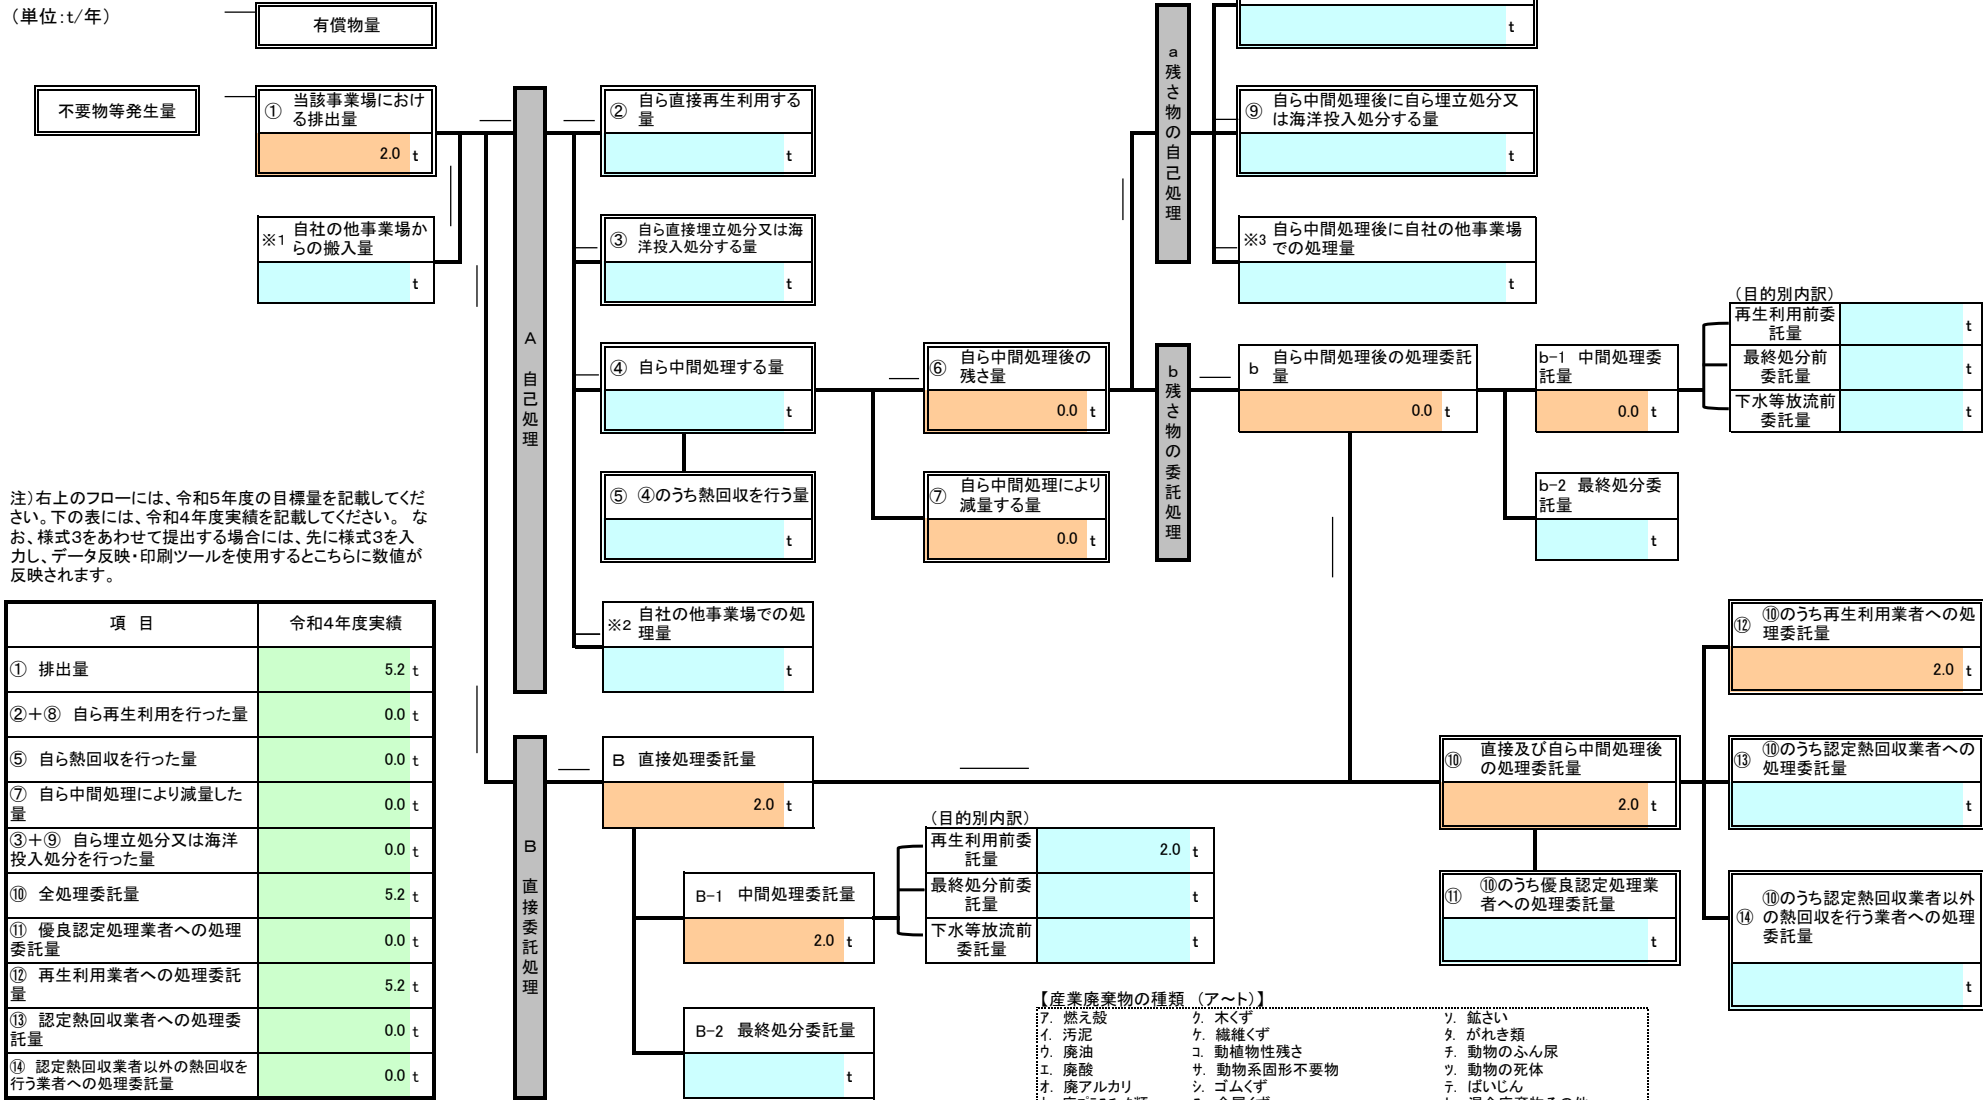 （単位：t/年）
有償物量
t
不要物等発生量
① 当該事業場におけ
る排出量
2.0 t
※1 自社の他事業場か
らの搬入量
t
A 自己処理
② 自ら直接再生利用する
量
t
③ 自ら直接埋立処分又は海
洋投入処分する量
t
④ 自ら中間処理する量
t
⑤ ④のうち熱回収を行う量
t
※2 自社の他事業場での処
理量
t
⑥ 自ら中間処理後の
残さ量
0.0 t
⑦ 自ら中間処理により
減量する量
0.0 t
a 残さ物の自己処理
⑨ 自ら中間処理後に自ら埋立処分又
は海洋投入処分する量
t
※3 自ら中間処理後に自社の他事業場
での処理量
t
b 残さ物の委託処理
b 自ら中間処理後の処理委託
量
0.0 t
b-1 中間処理委
託量
0.0 t
b-2 最終処分委
託量
t
（目的別内訳）
再生利用前委
託量
t
最終処分前
委託量
t
下水等放流前
委託量
t
注）右上のフローには、令和5年度の目標量を記載してくだ
さい。下の表には、令和4年度実績を記載してください。 な
お、様式3をあわせて提出する場合には、先に様式3を入
力し、データ反映・印刷ツールを使用するとこちらに数値が
反映されます。
項 目 令和4年度実績
① 排出量 5.2 t
②＋⑧ 自ら再生利用を行った量 0.0 t
⑤ 自ら熱回収を行った量 0.0 t
⑦ 自ら中間処理により減量した
量 0.0 t
③＋⑨ 自ら埋立処分又は海洋
投入処分を行った量 0.0 t
⑩ 全処理委託量 5.2 t
⑪ 優良認定処理業者への処理
委託量 0.0 t
⑫ 再生利用業者への処理委託
量 5.2 t
⑬ 認定熱回収業者への処理委
託量 0.0 t
⑭ 認定熱回収業者以外の熱回収を
行う業者への処理委託量 0.0 t
B 直接委託処理
B 直接処理委託量
2.0 t
B-1 中間処理委託量
2.0 t
B-2 最終処分委託量
t
（目的別内訳）
再生利用前委
託量
2.0 t
最終処分前委
託量
t
下水等放流前
委託量
t
⑩ 直接及び自ら中間処理後
の処理委託量
2.0 t
⑪ ⑩のうち優良認定処理業
者への処理委託量
t
⑫ ⑩のうち再生利用業者への処
理委託量
2.0 t
⑬ ⑩のうち認定熱回収業者への
処理委託量
t
⑭ ⑩のうち認定熱回収業者以外
の熱回収を行う業者への処理
委託量
t
【産業廃棄物の種類 （ア～ト）】
ア. 燃え殻 ク. 木くず ソ. 鉱さい
イ. 汚泥 ケ. 繊維くず タ. がれき類
ウ. 廃油 コ. 動植物性残さ チ. 動物のふん尿
エ. 廃酸 サ. 動物系固形不要物 ツ. 動物の死体
オ. 廃アルカリ シ. ゴムくず テ. ばいじん